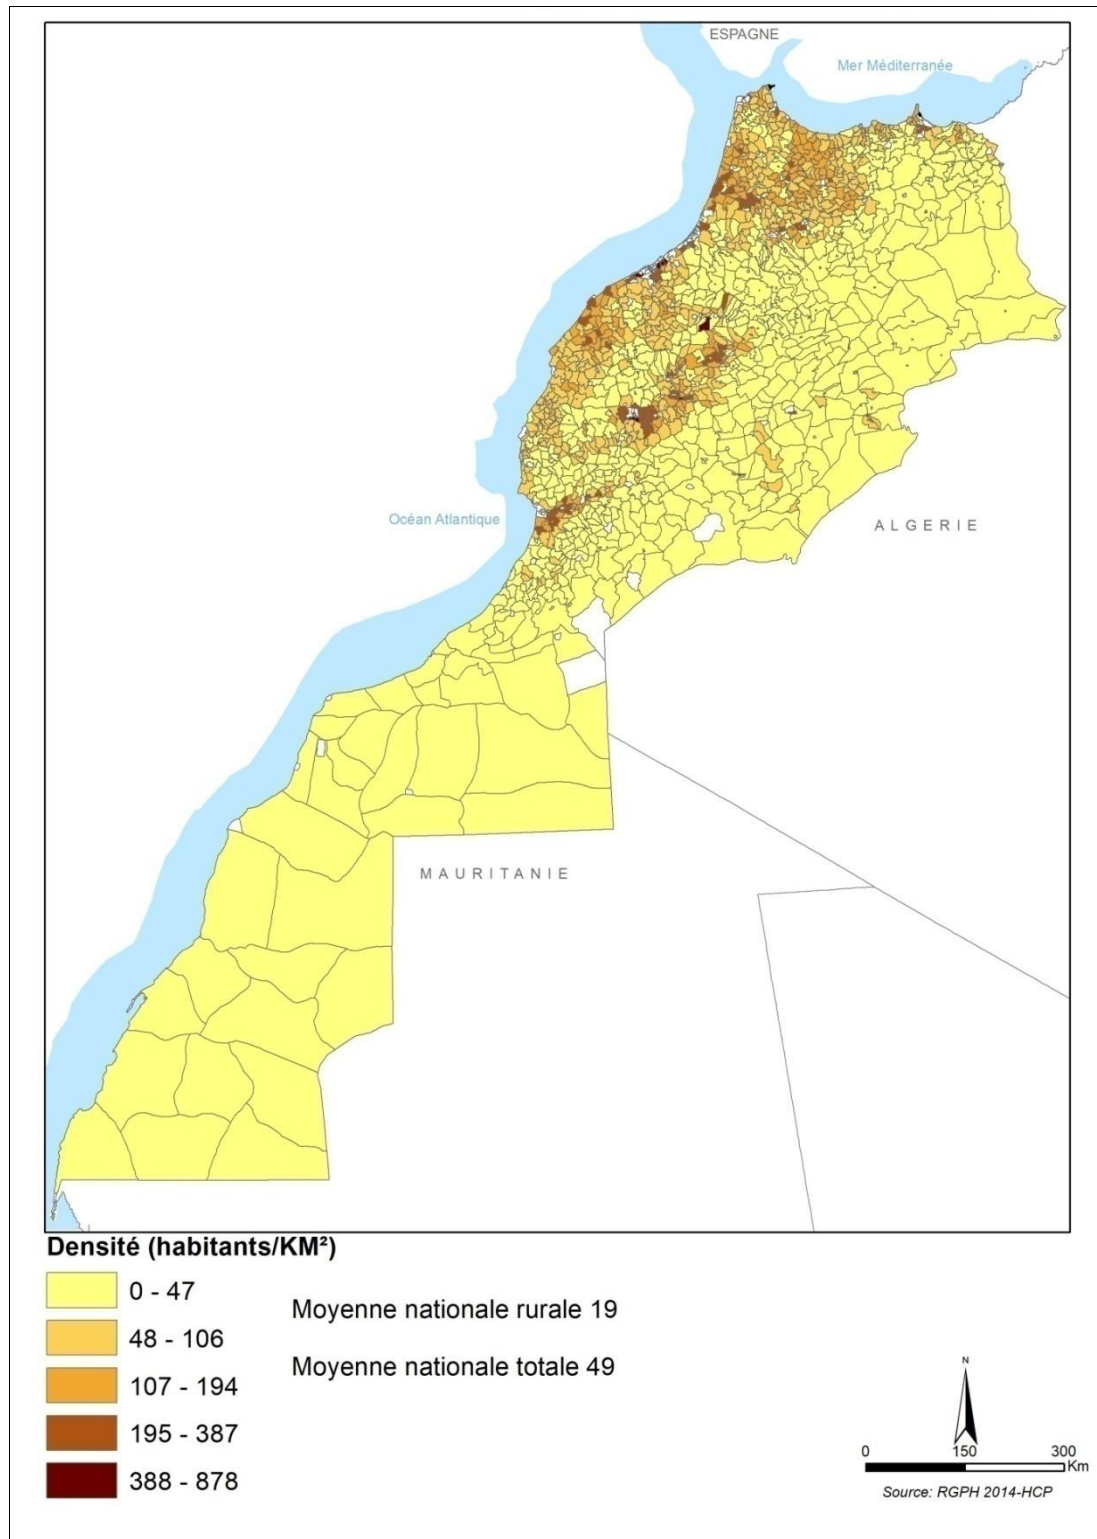 ESPAGNE
Mer Méditerranée
Océan Atlantique
ALGERIE
MAURITANIE
Densité (habitants/KM²)
0 - 47
48 - 106
107 - 194
195 - 387
388 - 878
Moyenne nationale rurale 19
Moyenne nationale totale 49
N
0 150 300
Km
Source: RGPH 2014-HCP